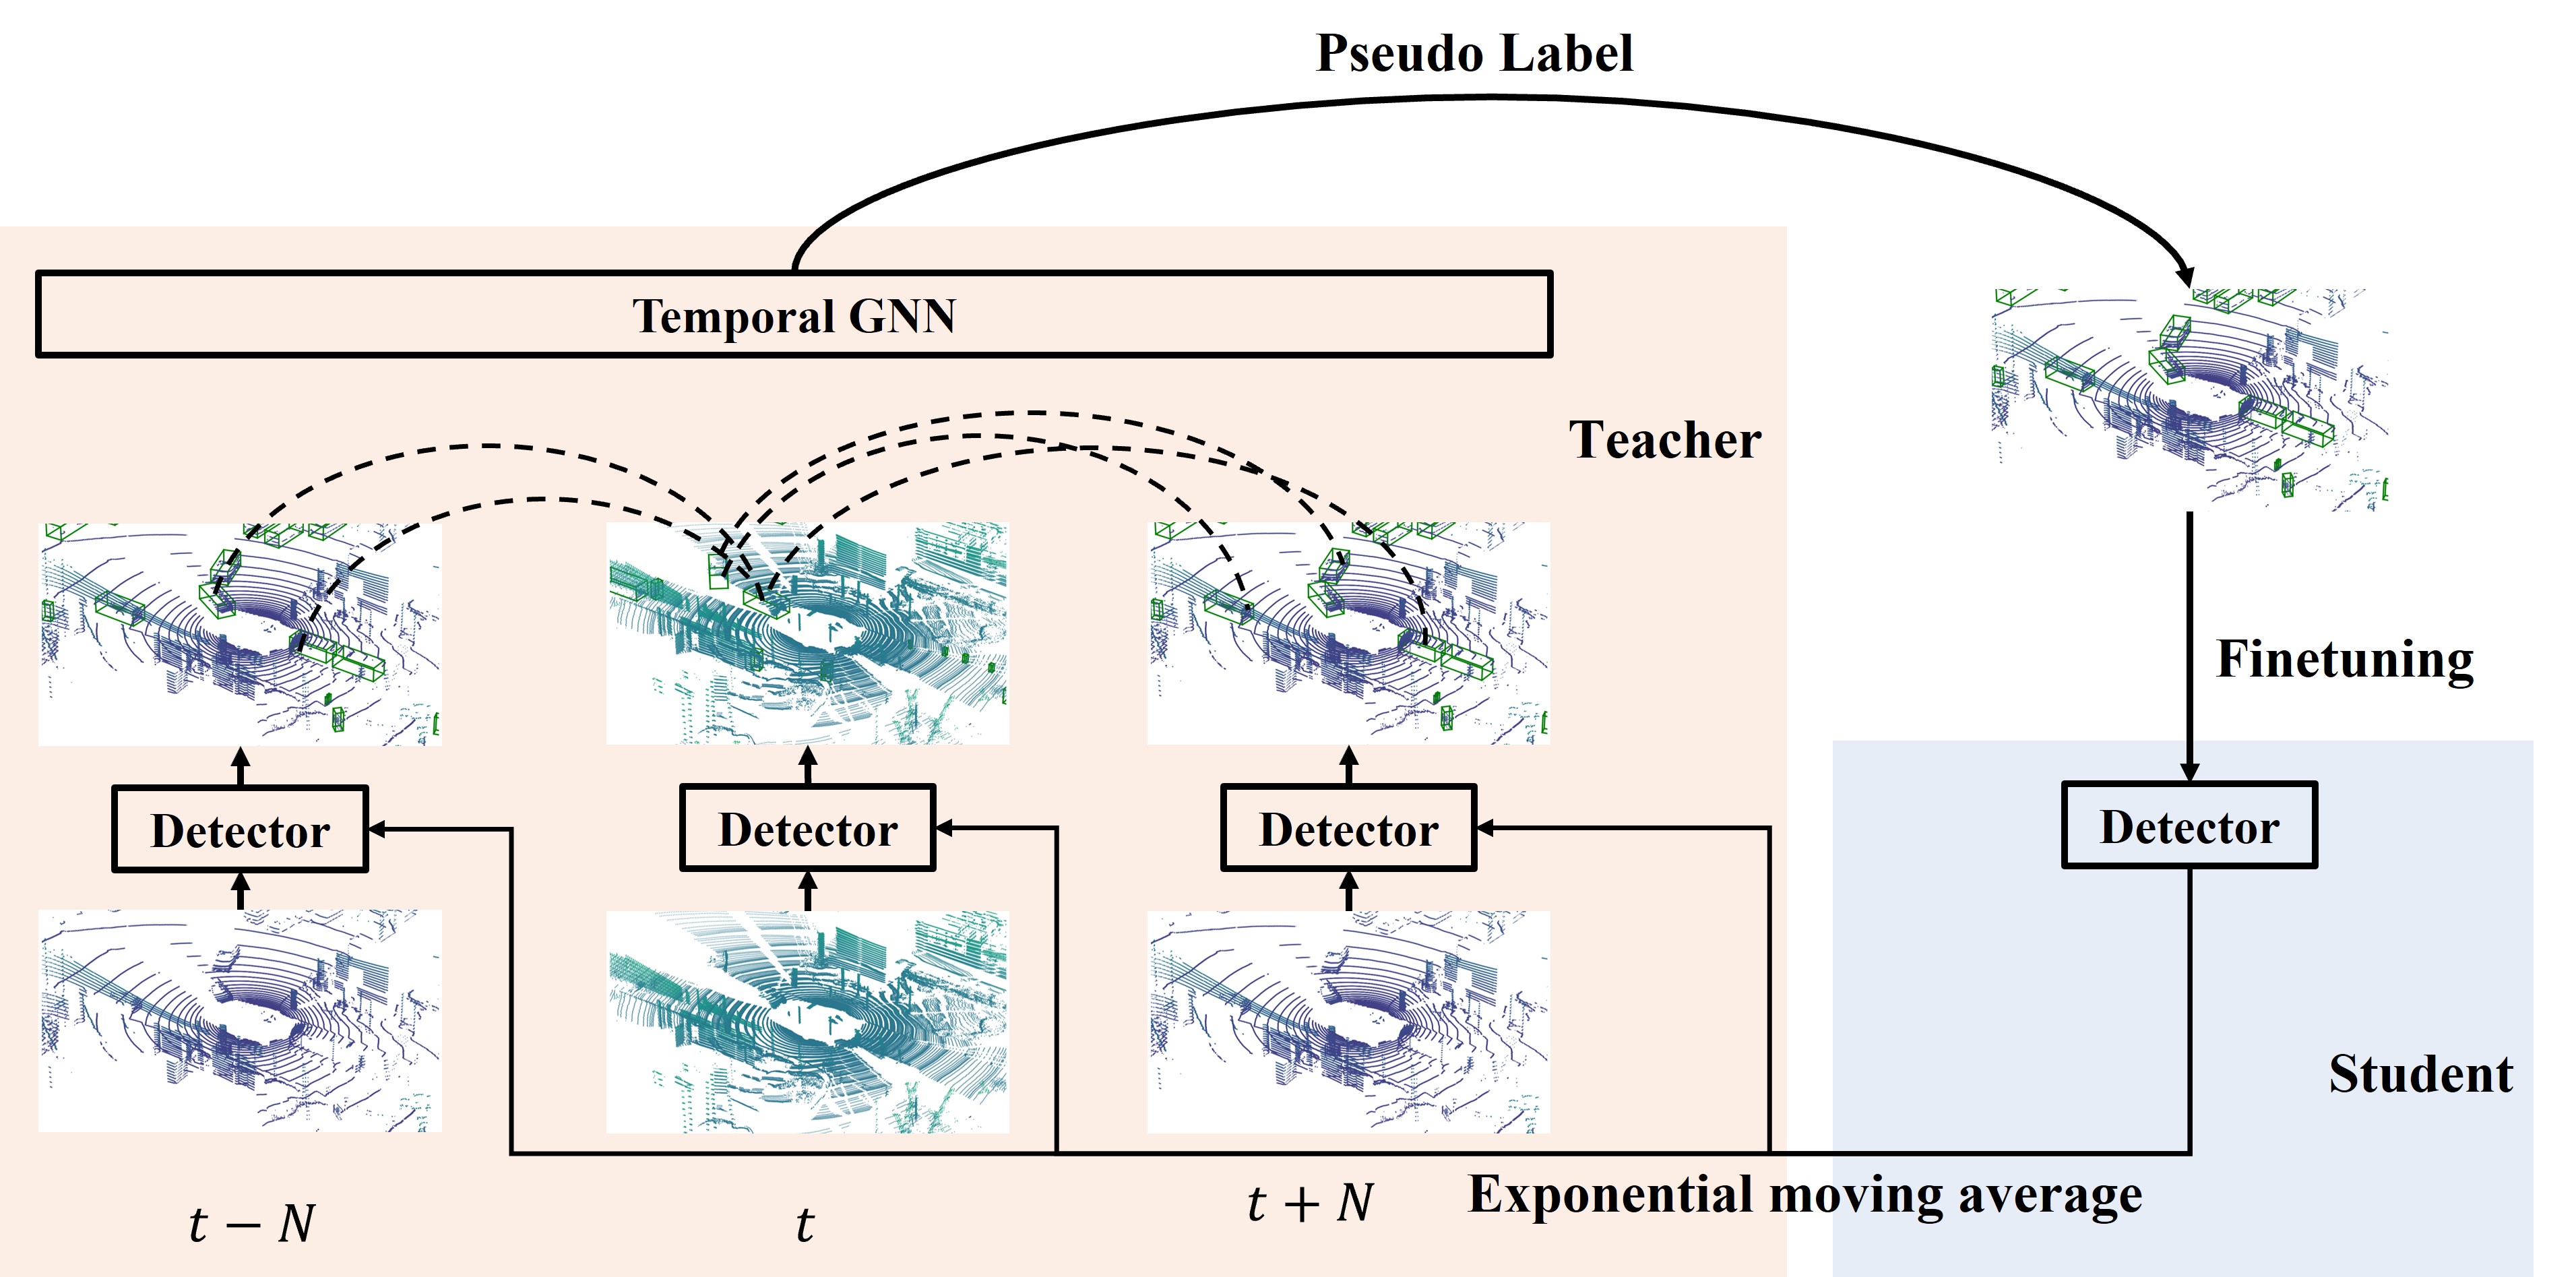 Pseudo Label
Temporal GNN
Teacher
Finetuning
Detector
Detector
Detector
Detector
Student
Exponential moving average
t − N
t
t + N